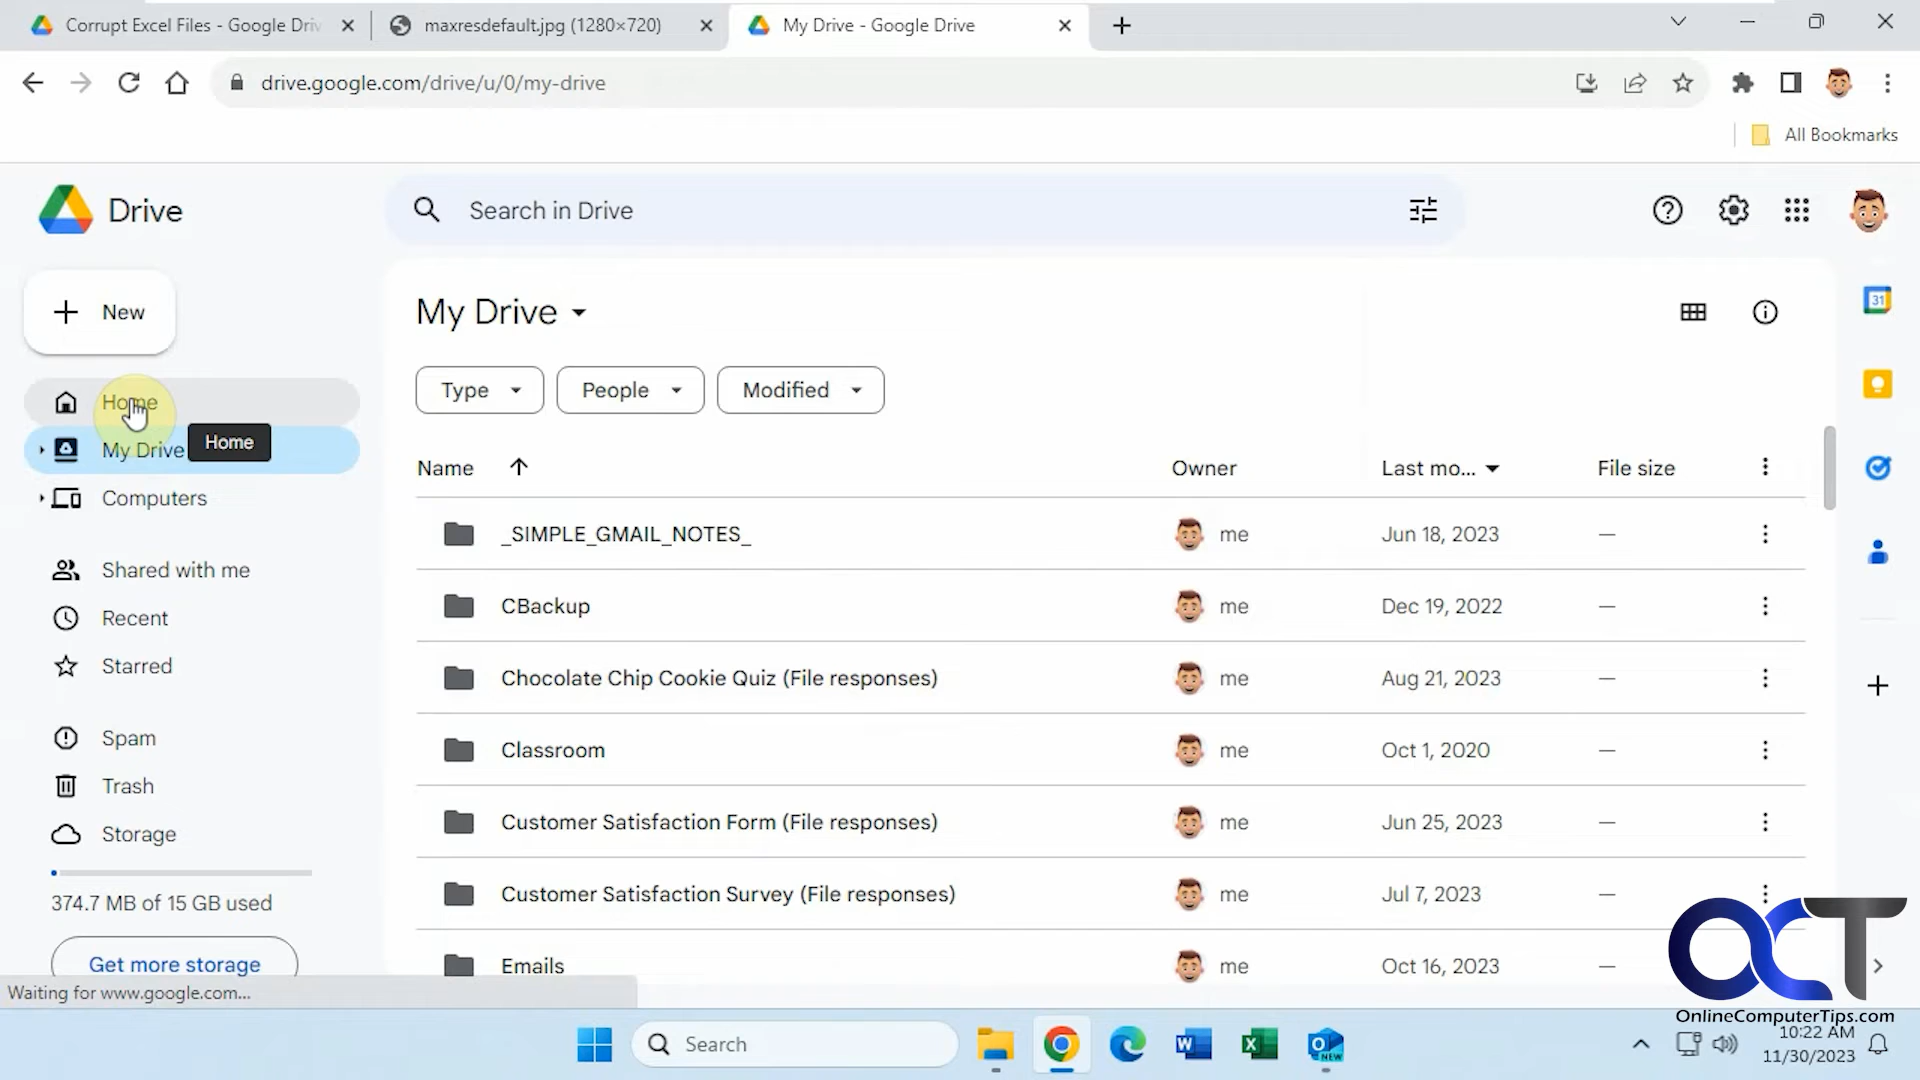 Corrupt Excel Files - Google Driv
maxresdefault.jpg (1280×720)
My Drive - Google Drive
drive.google.com/drive/u/0/my-drive
All Bookmarks
Drive
Search in Drive
New
My Drive
31
Type
People
Modified
Home
Home
My Drive
Computers
Shared with me
Recent
Starred
Spam
Trash
Storage
374.7 MB of 15 GB used
Get more storage
Name Owner Last mo... File size
_SIMPLE_GMAIL_NOTES_ me Jun 18, 2023 —
CBackup me Dec 19, 2022 —
Chocolate Chip Cookie Quiz (File responses) me Aug 21, 2023 —
Classroom me Oct 1, 2020 —
Customer Satisfaction Form (File responses) me Jun 25, 2023 —
Customer Satisfaction Survey (File responses) me Jul 7, 2023 —
Emails me Oct 16, 2023 —
Waiting for www.google.com...
OCT
OnlineComputerTips.com
Search
W
X
O
NEW
10:22 AM
11/30/2023